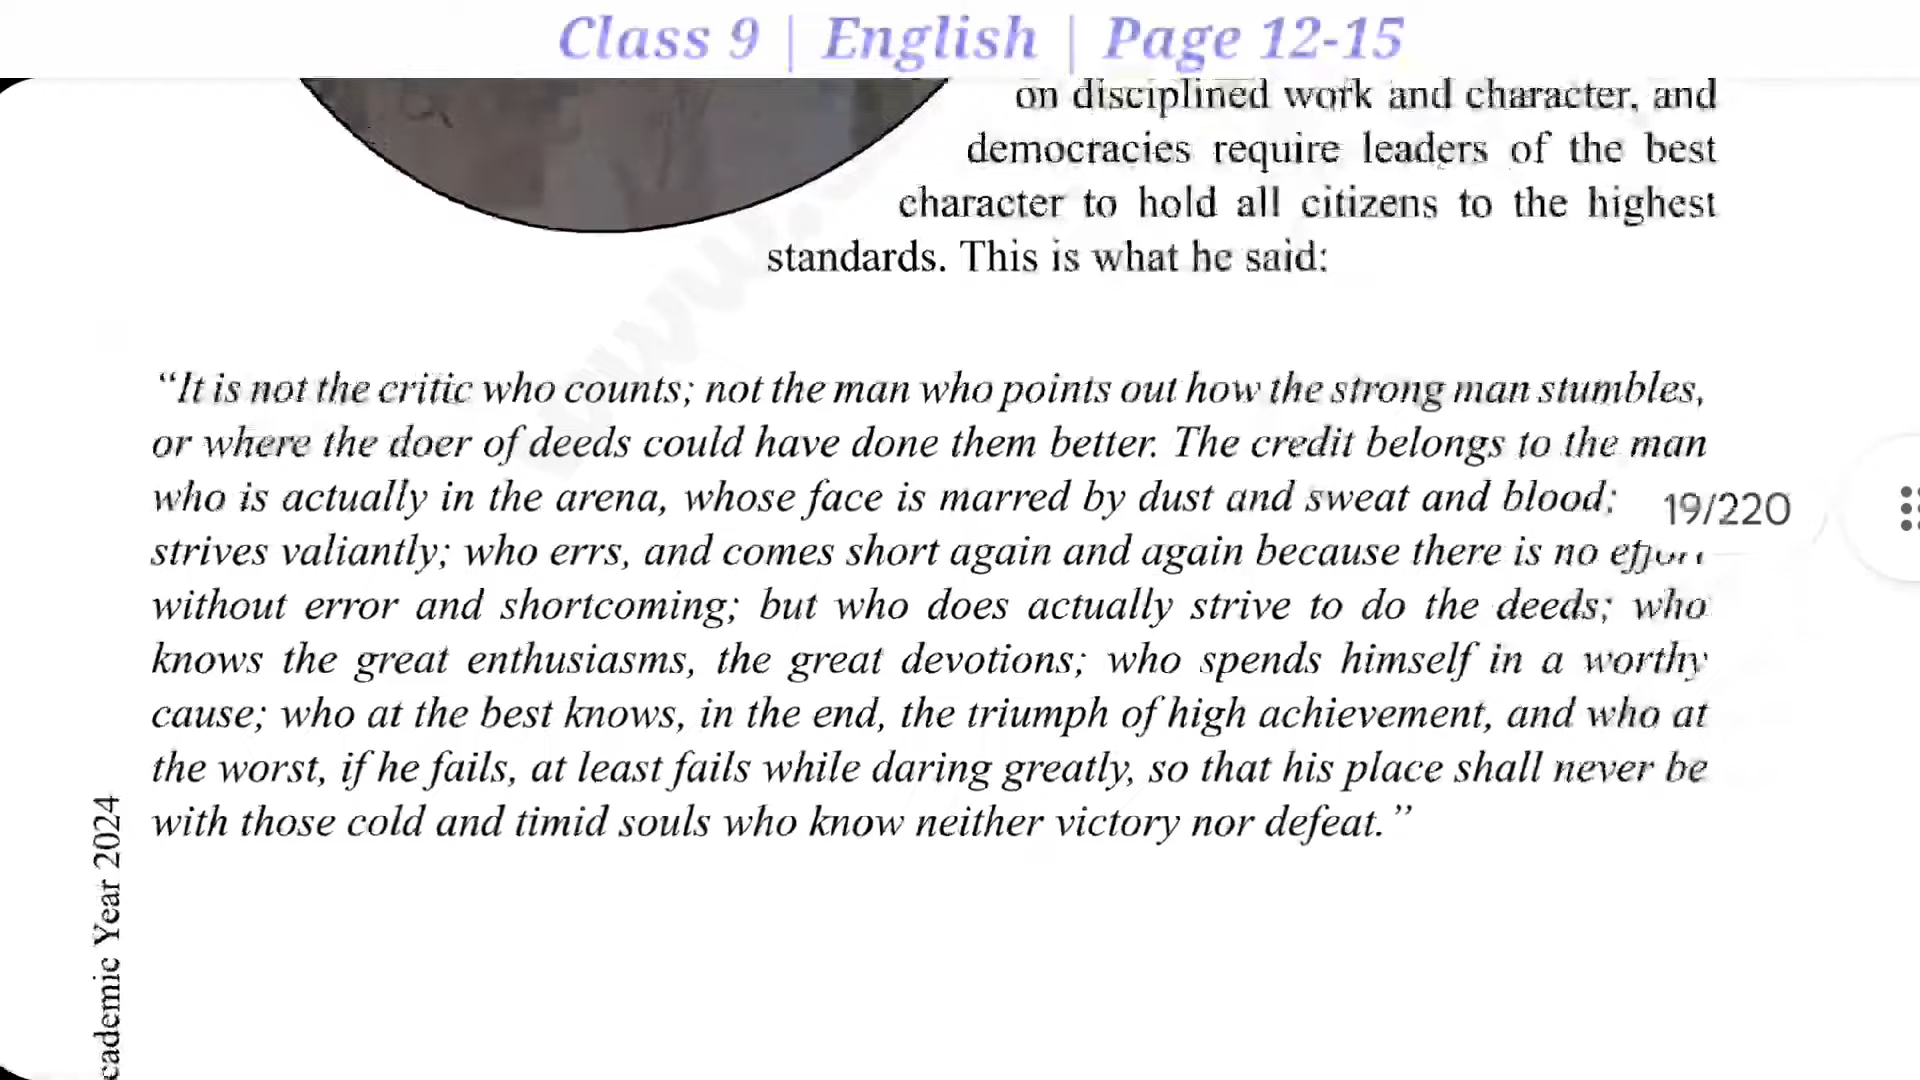 Class 9 | English | Page 12-15
on disciplined work and character, and
democracies require leaders of the best
character to hold all citizens to the highest
standards. This is what he said:
www.
“It is not the critic who counts; not the man who points out how the strong man stumbles,
or where the doer of deeds could have done them better. The credit belongs to the man
who is actually in the arena, whose face is marred by dust and sweat and blood;
19/220
strives valiantly; who errs, and comes short again and again because there is no effort
without error and shortcoming; but who does actually strive to do the deeds; who
knows the great enthusiasms, the great devotions; who spends himself in a worthy
cause; who at the best knows, in the end, the triumph of high achievement, and who at
the worst, if he fails, at least fails while daring greatly, so that his place shall never be
with those cold and timid souls who know neither victory nor defeat.”
cademic Year 2024